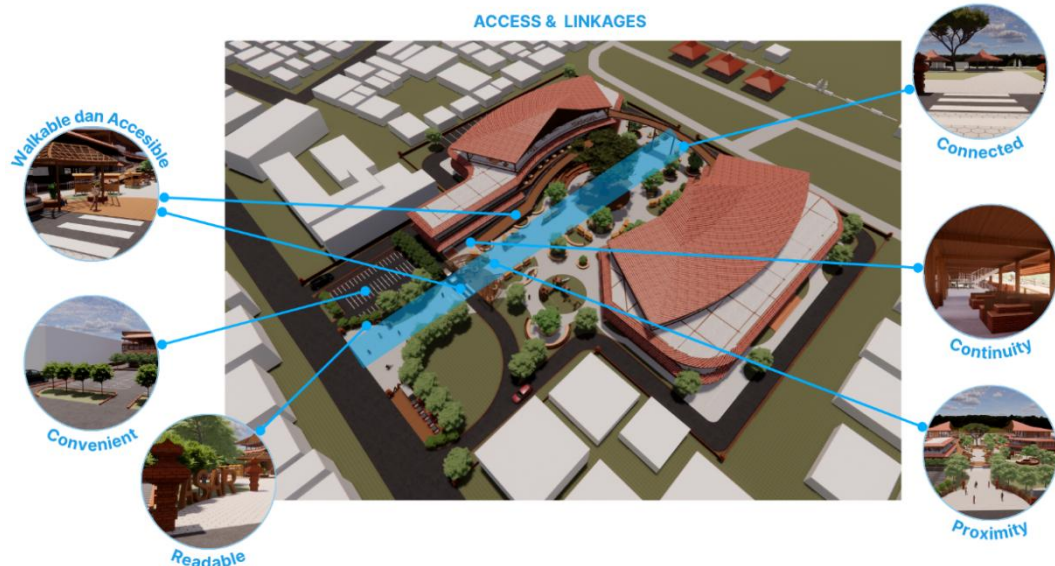 ACCESS & LINKAGES
Walkable dan Accesible
Connected
Convenient
Continuity
Readable
Proximity